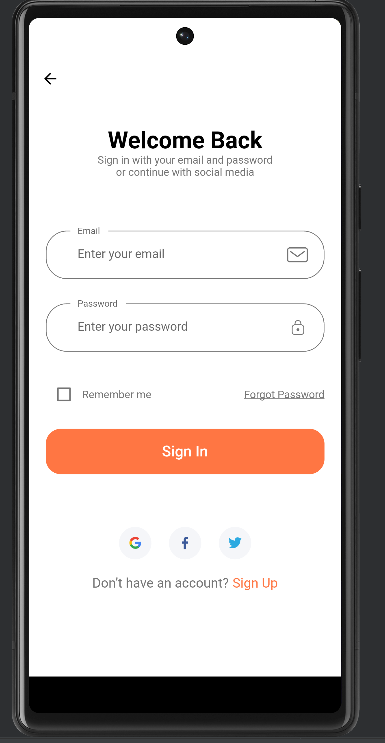 Welcome Back
Sign in with your email and password
or continue with social media
Email
Enter your email
Password
Enter your password
Remember me
Forgot Password
Sign In
Don't have an account? Sign Up